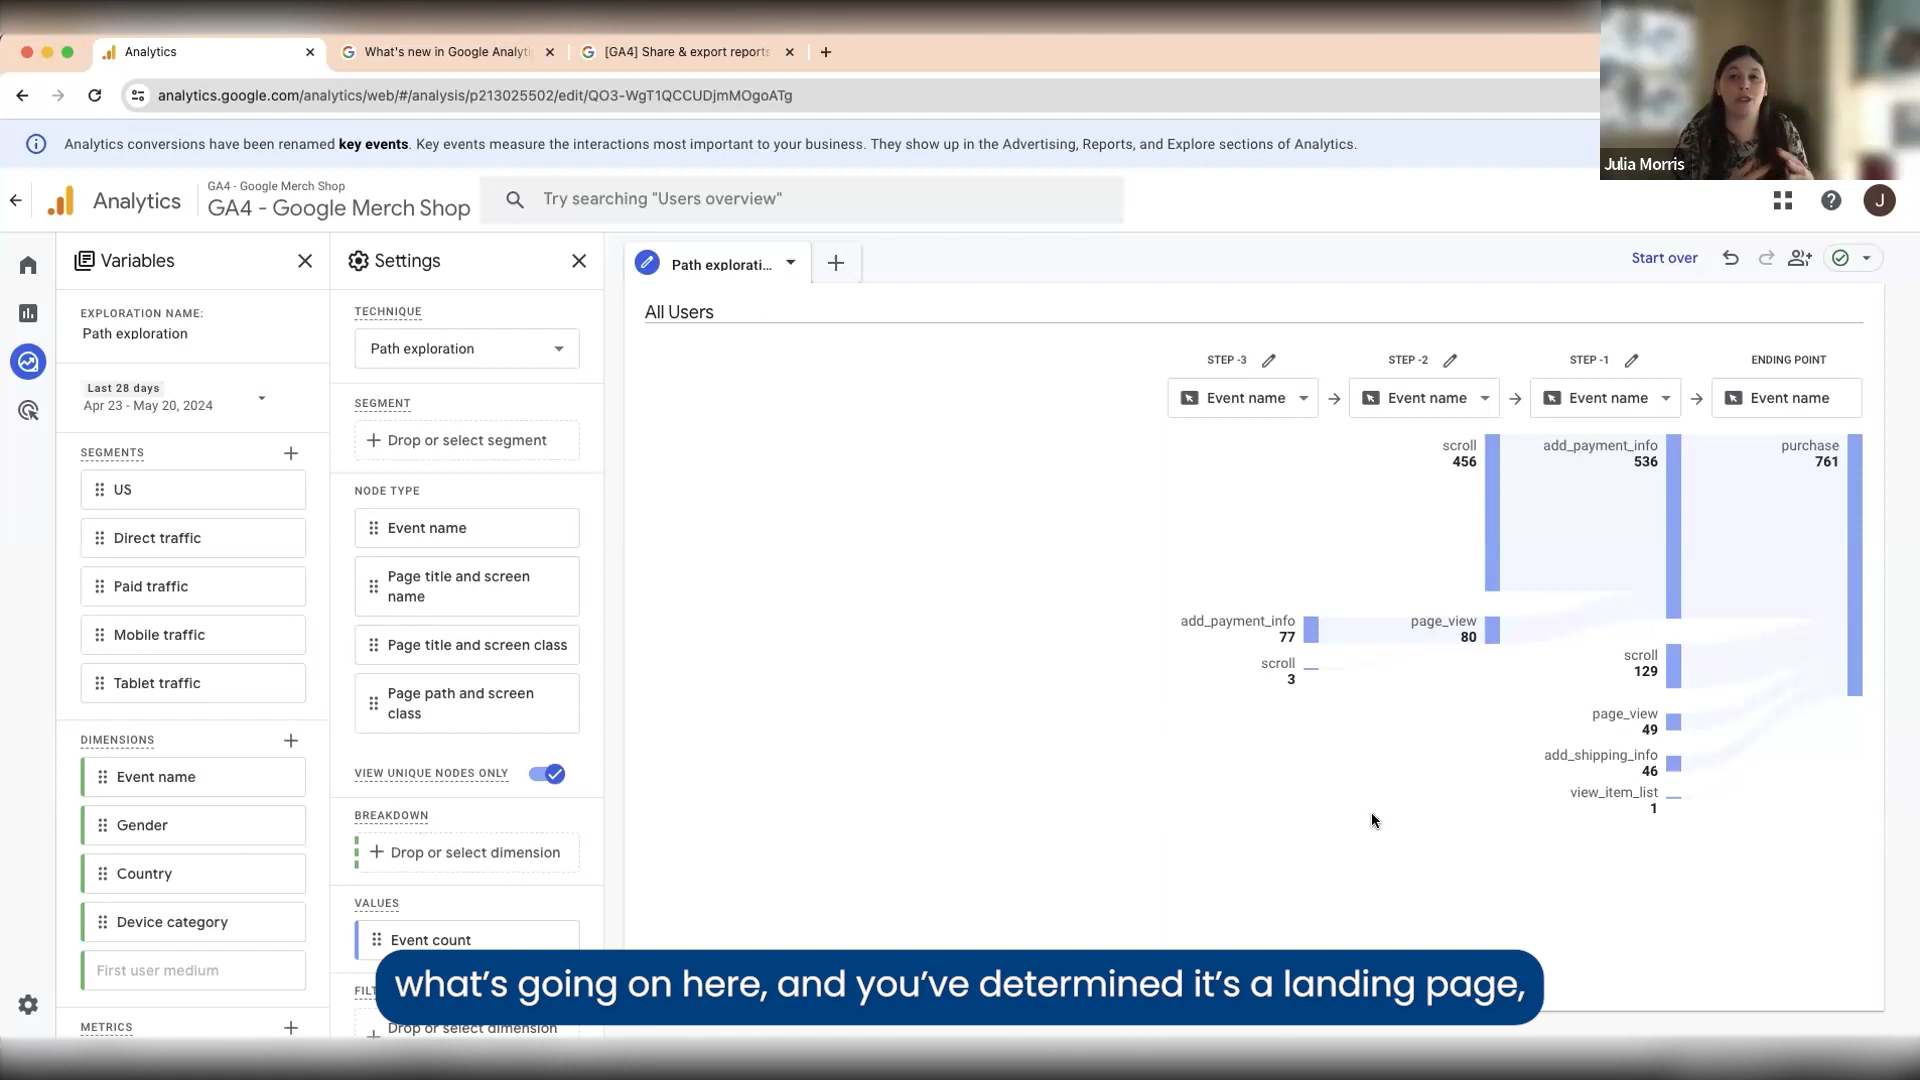 Analytics
What's new in Google Analyti
[GA4] Share & export reports
analytics.google.com/analytics/web/#/analysis/p213025502/edit/QO3-WgT1QCCUDjmMOgoATg
Analytics conversions have been renamed key events. Key events measure the interactions most important to your business. They show up in the Advertising, Reports, and Explore sections of Analytics.
Julia Morris
Analytics
GA4 - Google Merch Shop
GA4 - Google Merch Shop
Try searching "Users overview"
J
Variables
EXPLORATION NAME:
Path exploration
Last 28 days
Apr 23 - May 20, 2024
SEGMENTS
US
Direct traffic
Paid traffic
Mobile traffic
Tablet traffic
DIMENSIONS
Event name
Gender
Country
Device category
First user medium
METRICS
Settings
TECHNIQUE
Path exploration
SEGMENT
Drop or select segment
NODE TYPE
Event name
Page title and screen
name
Page title and screen class
Page path and screen
class
VIEW UNIQUE NODES ONLY
BREAKDOWN
Drop or select dimension
VALUES
Event count
FILT
Drop or select dimension
Path explorati...
Start over
All Users
STEP -3
STEP -2
STEP -1
ENDING POINT
Event name
Event name
Event name
Event name
scroll
456
add_payment_info
536
purchase
761
add_payment_info
77
page_view
80
scroll
3
scroll
129
page_view
49
add_shipping_info
46
view_item_list
1
what's going on here, and you've determined it's a landing page,